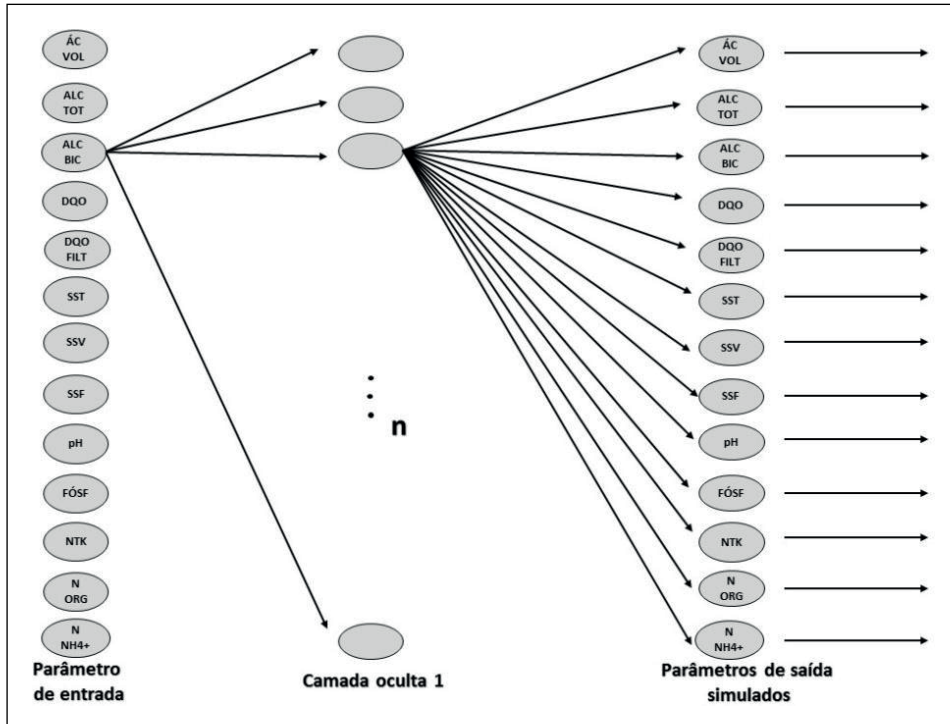 ÁC
VOL
ALC
TOT
ALC
BIC
DQO
DQO
FILT
SST
SSV
SSF
pH
FÓSF
NTK
N
ORG
N
NH4+
Parâmetro
de entrada
n
Camada oculta 1
ÁC
VOL
ALC
TOT
ALC
BIC
DQO
DQO
FILT
SST
SSV
SSF
pH
FÓSF
NTK
N
ORG
N
NH4+
Parâmetros de saída
simulados